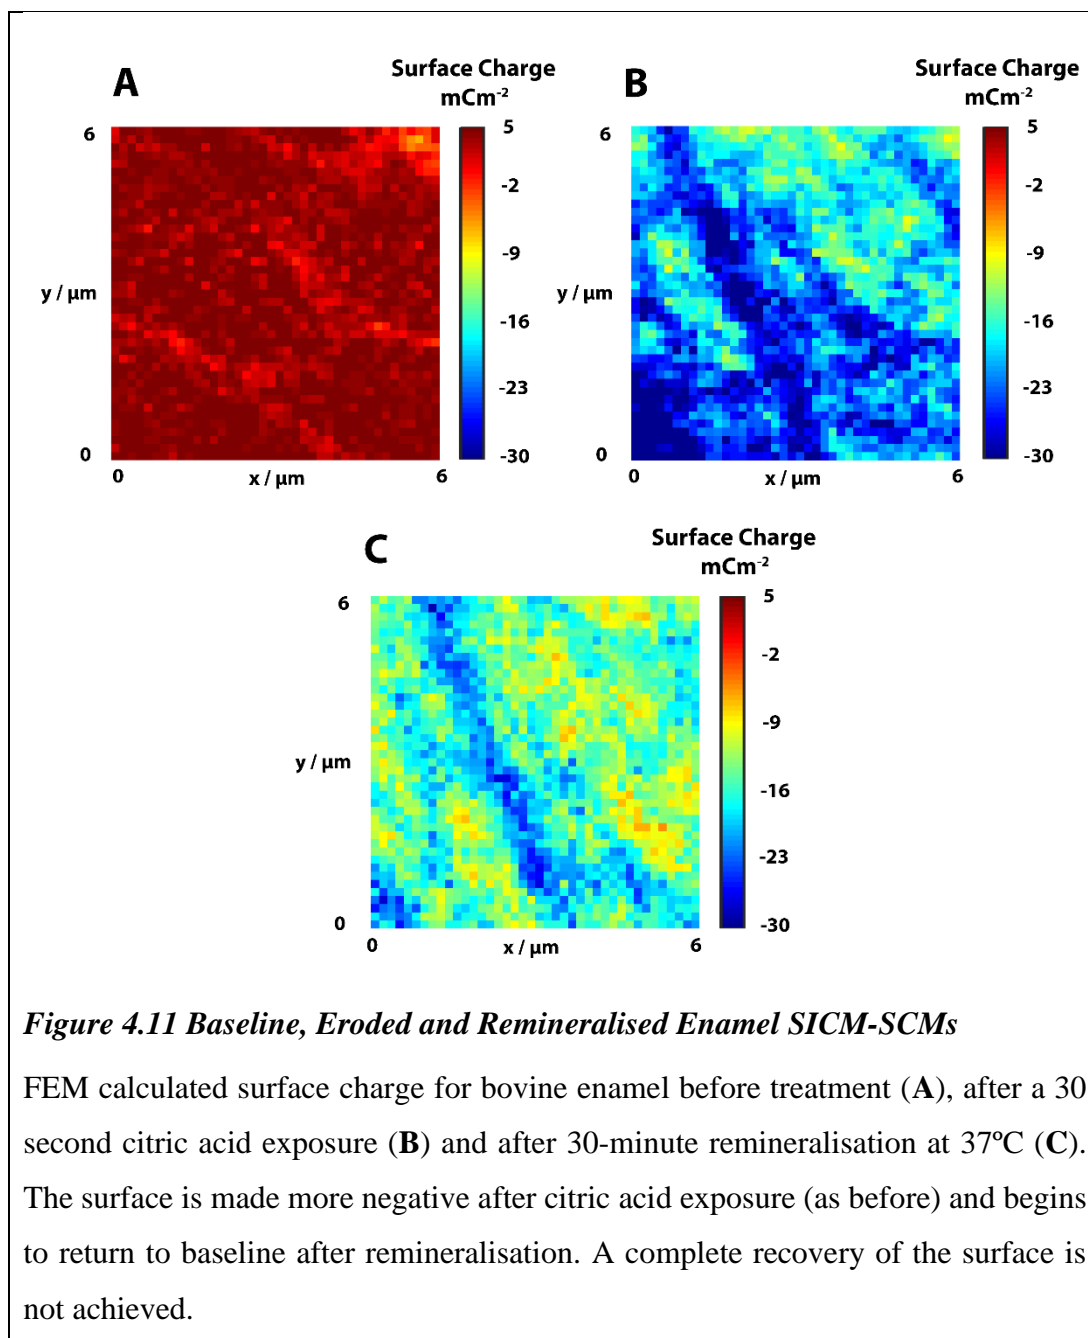 A
Surface Charge
mCm⁻²
6
y / µm
0
0
x / µm
6
5
-2
-9
-16
-23
-30
B
Surface Charge
mCm⁻²
6
y / µm
0
0
x / µm
6
5
-2
-9
-16
-23
-30
C
Surface Charge
mCm⁻²
6
y / µm
0
0
x / µm
6
5
-2
-9
-16
-23
-30
Figure 4.11 Baseline, Eroded and Remineralised Enamel SICM-SCMs
FEM calculated surface charge for bovine enamel before treatment (A), after a 30
second citric acid exposure (B) and after 30-minute remineralisation at 37ºC (C).
The surface is made more negative after citric acid exposure (as before) and begins
to return to baseline after remineralisation. A complete recovery of the surface is
not achieved.